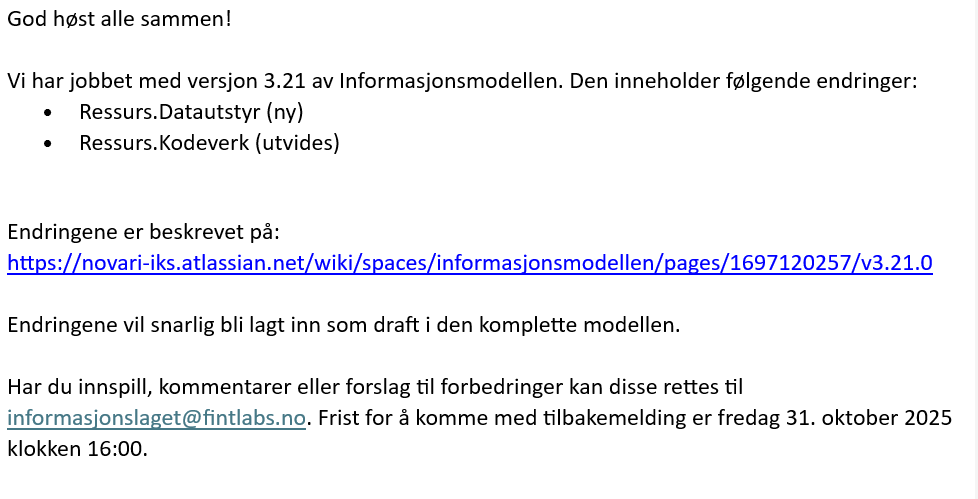 God høst alle sammen!
Vi har jobbet med versjon 3.21 av Informasjonsmodellen. Den inneholder følgende endringer:
• Ressurs.Datautstyr (ny)
• Ressurs.Kodeverk (utvides)
Endringene er beskrevet på:
https://novari-iks.atlassian.net/wiki/spaces/informasjonsmodellen/pages/1697120257/v3.21.0
Endringene vil snarlig bli lagt inn som draft i den komplette modellen.
Har du innspill, kommentarer eller forslag til forbedringer kan disse rettes til
informasjonslaget@fintlabs.no. Frist for å komme med tilbakemelding er fredag 31. oktober 2025
klokken 16:00.